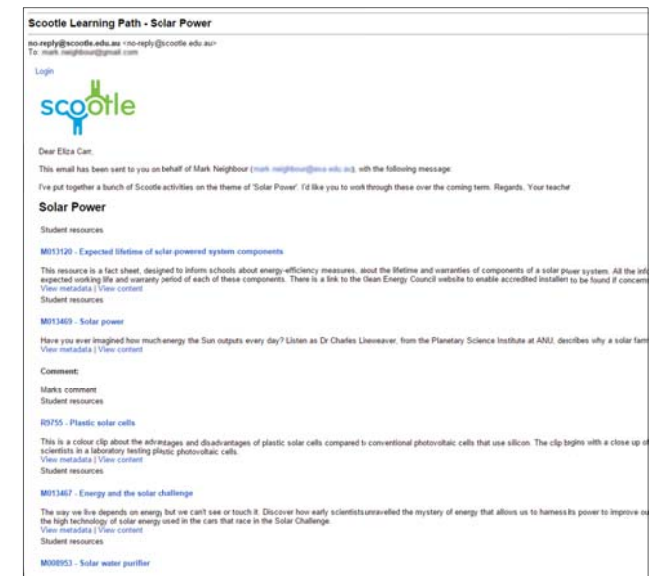 Scootle Learning Path - Solar Power
no-reply@scootle.edu.au <no-reply@scootle.edu.au>
To:
Login
scootle
Dear Eliza Carr,
This email has been sent to you on behalf of Mark Neighbour ( ), with the following message:
I've put together a bunch of Scootle activities on the theme of 'Solar Power'. I'd like you to work through these over the coming term. Regards, Your teacher
Solar Power
Student resources
M013120 - Expected lifetime of solar-powered system components
This resource is a fact sheet, designed to inform schools about energy-efficiency measures, about the lifetime and warranties of components of a solar power system. All the
expected working life and warranty period of each of these components. There is a link to the Clean Energy Council website to enable accredited installers to be found if
View metadata | View content
Student resources
M013469 - Solar power
Have you ever imagined how much energy the Sun outputs every day? Listen as Dr Charles Lineweaver, from the Planetary Science Institute at ANU, describes why a solar
View metadata | View content
Comment:
Marks comment
Student resources
R9755 - Plastic solar cells
This is a colour clip about the advantages and disadvantages of plastic solar cells compared to conventional photovoltaic cells that use silicon. The clip begins with a close up of
scientists in a laboratory testing plastic photovoltaic cells.
View metadata | View content
Student resources
M013467 - Energy and the solar challenge
The way we live depends on energy but we can't see or touch it. Discover how early scientists unravelled the mystery of energy that allows us to harness its power to improve
the high technology of solar energy used in the cars that race in the Solar Challenge.
View metadata | View content
Student resources
M008953 - Solar water purifier